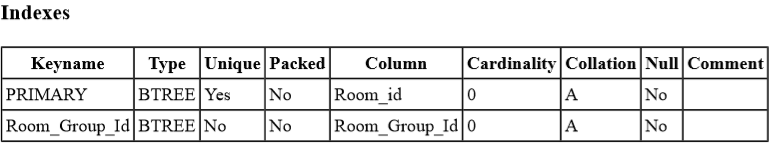 Indexes
Keyname Type Unique Packed Column Cardinality Collation Null Comment
PRIMARY BTREE Yes No Room_id 0 A No
Room_Group_Id BTREE No No Room_Group_Id 0 A No